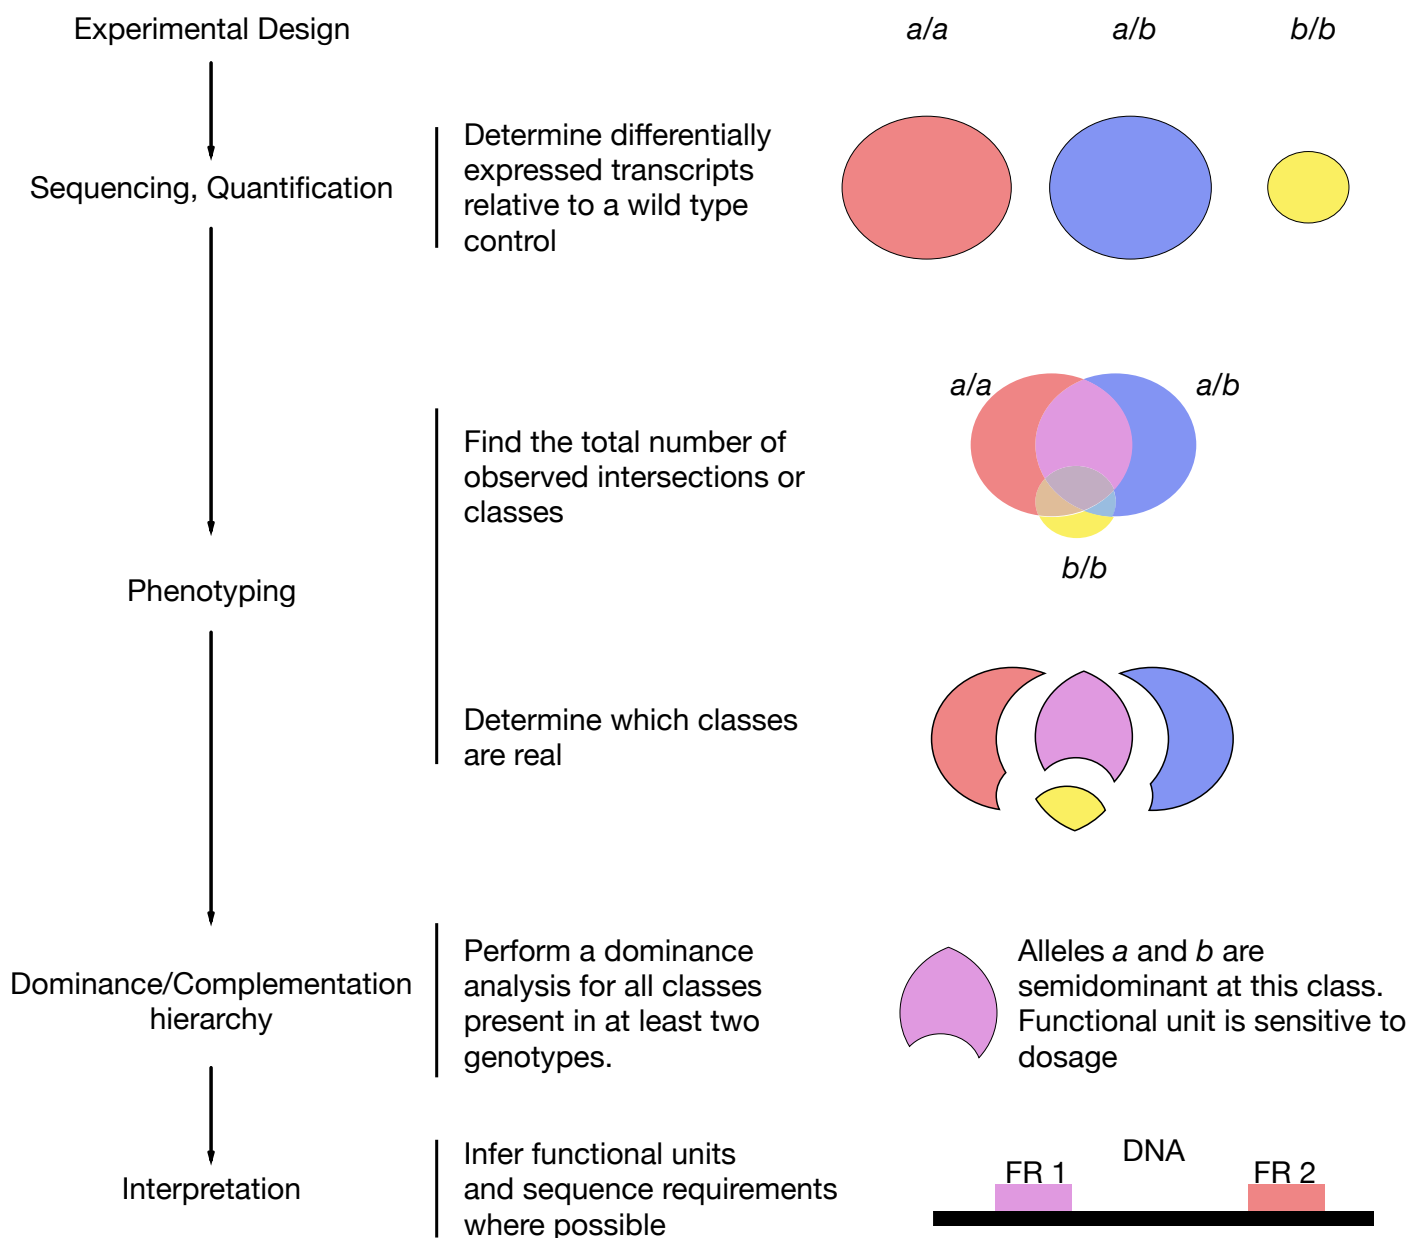 Experimental Design
a/a
a/b
b/b
Determine differentially
expressed transcripts
relative to a wild type
control
Sequencing, Quantification
a/a
a/b
Find the total number of
observed intersections or
classes
b/b
Phenotyping
Determine which classes
are real
Dominance/Complementation
hierarchy
Perform a dominance
analysis for all classes
present in at least two
genotypes.
Alleles a and b are
semidominant at this class.
Functional unit is sensitive to
dosage
Interpretation
Infer functional units
and sequence requirements
where possible
DNA
FR 1
FR 2